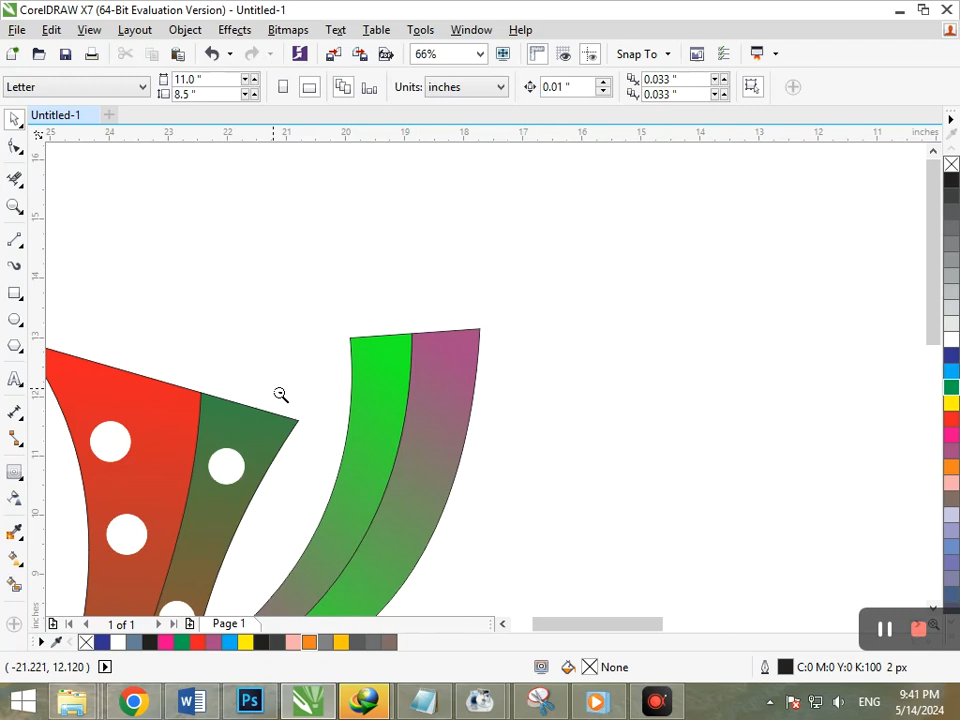 CorelDRAW X7 (64-Bit Evaluation Version) - Untitled-1
File Edit View Layout Object Effects Bitmaps Text Table Tools Window Help
66% Snap To
Letter 11.0 " 8.5 " Units: inches 0.01 " 0.033 " 0.033 "
Untitled-1
25 24 23 22 21 20 19 18 17 16 15 14 13 12 11 inches
16
15
14
13
12
11
10
9
inches
1 of 1 Page 1
( -21.221, 12.120 ) None C:0 M:0 Y:0 K:100 2 px
ENG 9:41 PM 5/14/2024